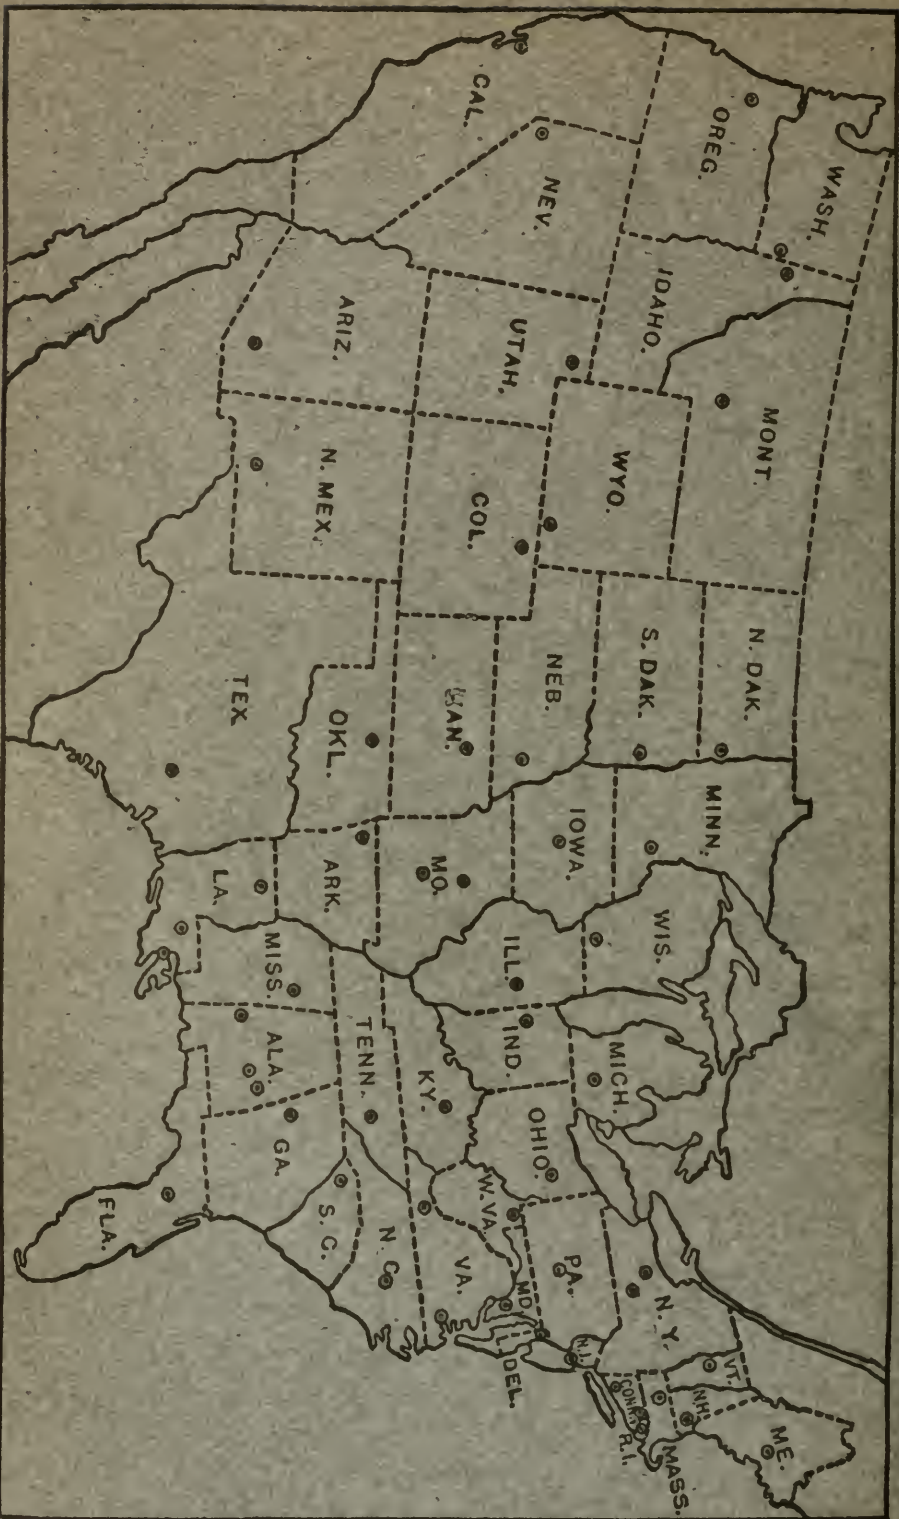 WASH.
OREG.
CAL.
NEV.
IDAHO.
MONT.
WYO.
UTAH.
ARIZ.
COL.
N. MEX.
N. DAK.
S. DAK.
NEB.
KAN.
OKL.
TEX
MINN.
IOWA.
MO.
ARK.
LA.
WIS.
ILL.
MISS.
MICH.
IND.
KY.
TENN.
ALA.
OHIO.
GA.
FLA.
W. VA.
VA.
N. C.
S. C.
PA.
MD.
DEL.
N. J.
N. Y.
VT.
N.H.
ME.
MASS.
CONN.
R. I.